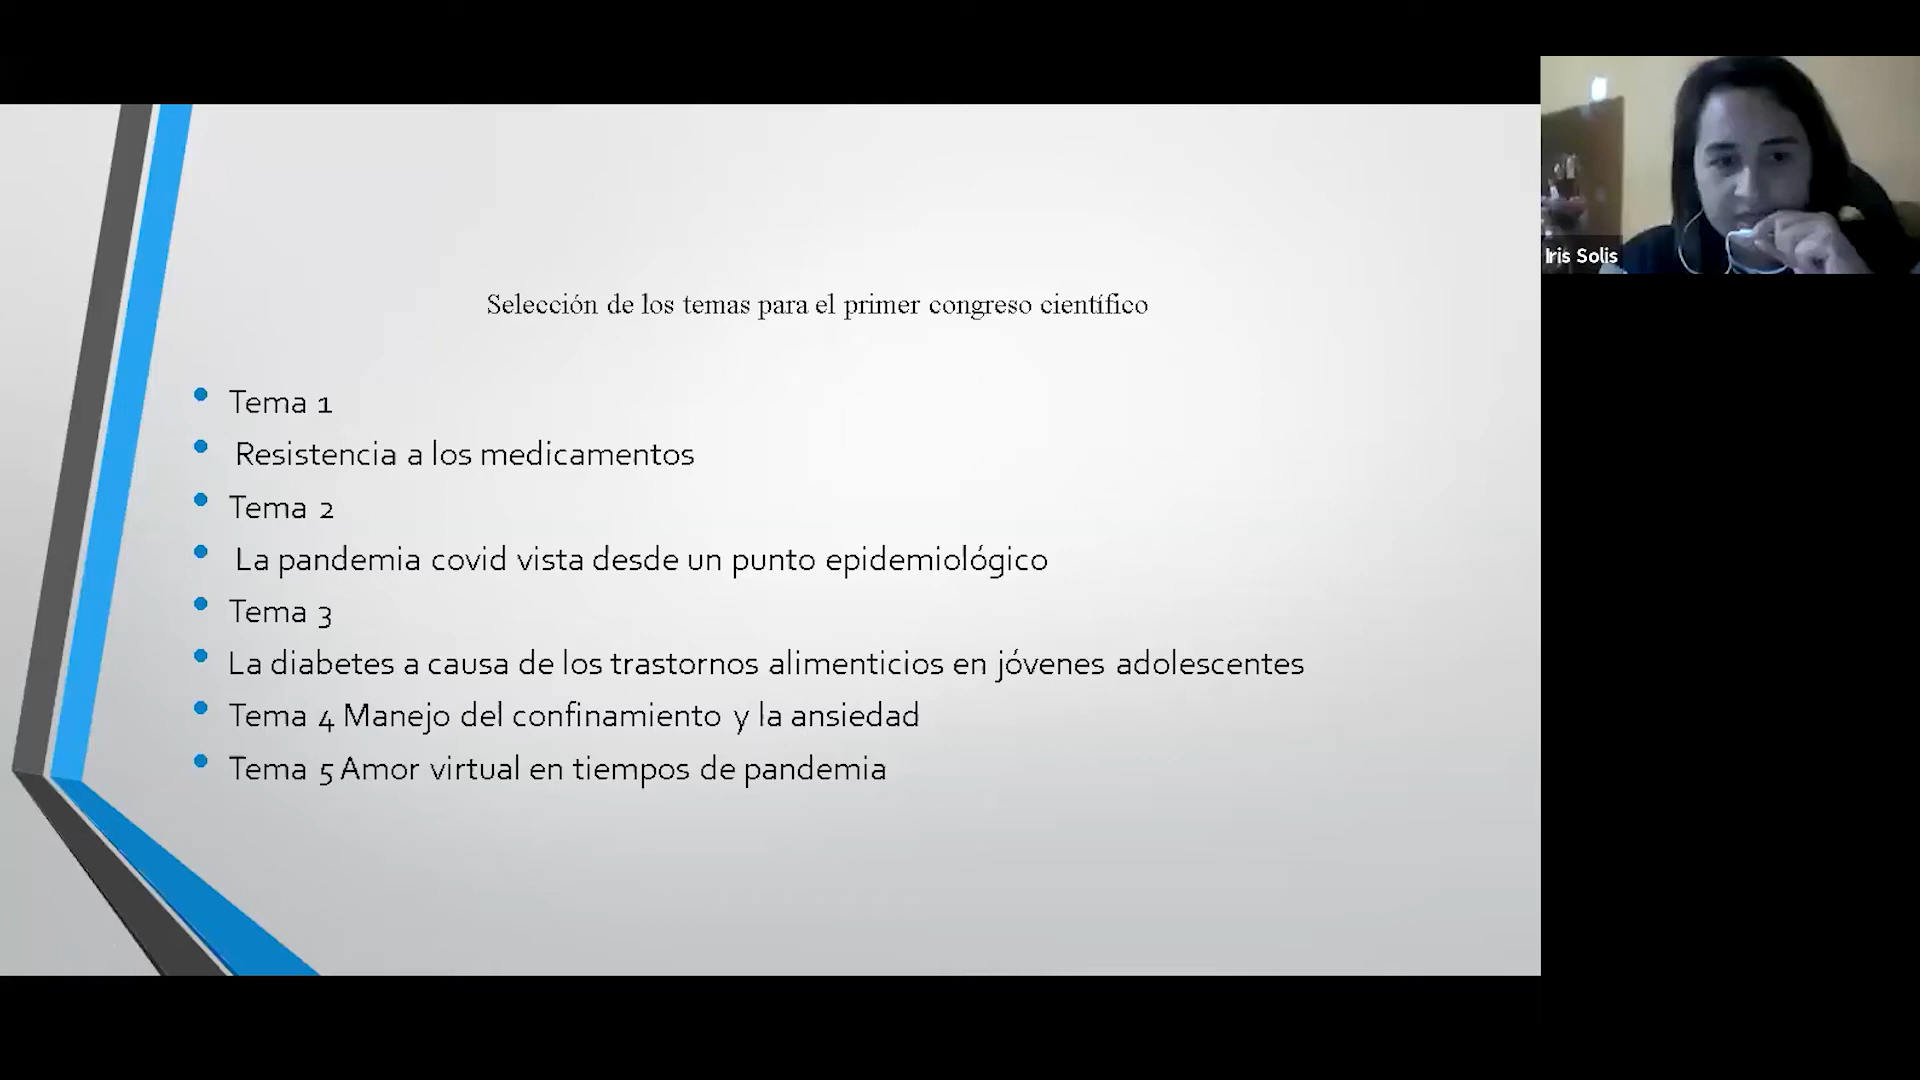 Selección de los temas para el primer congreso científico
Tema 1
Resistencia a los medicamentos
Tema 2
La pandemia covid vista desde un punto epidemiológico
Tema 3
La diabetes a causa de los trastornos alimenticios en jóvenes adolescentes
Tema 4 Manejo del confinamiento y la ansiedad
Tema 5 Amor virtual en tiempos de pandemia
Iris Solis